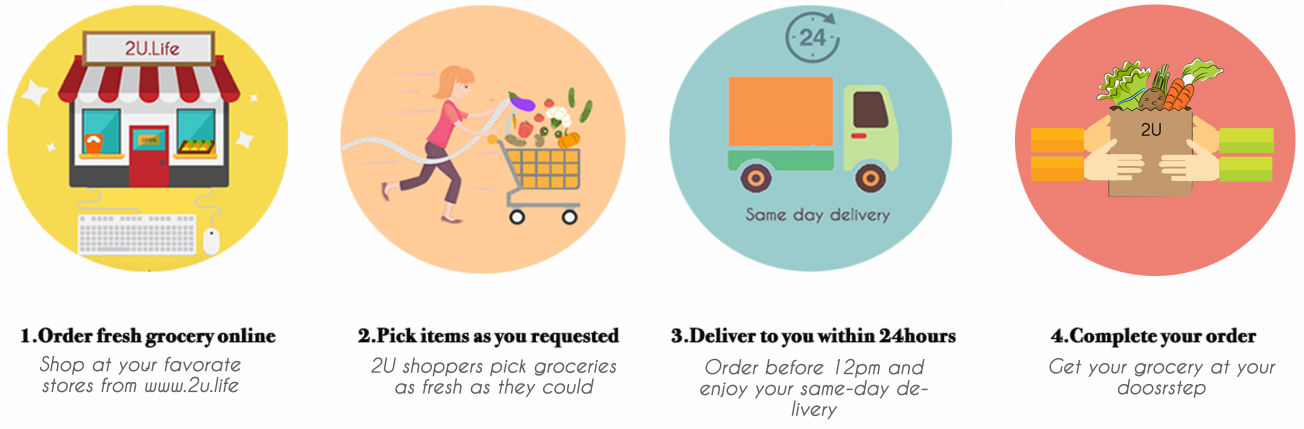 2U.Life
OPEN
24
Same day delivery
2U
1.Order fresh grocery online
Shop at your favorate
stores from www.2u.life
2.Pick items as you requested
2U shoppers pick groceries
as fresh as they could
3.Deliver to you within 24hours
Order before 12pm and
enjoy your same-day de-
livery
4.Complete your order
Get your grocery at your
doosrstep